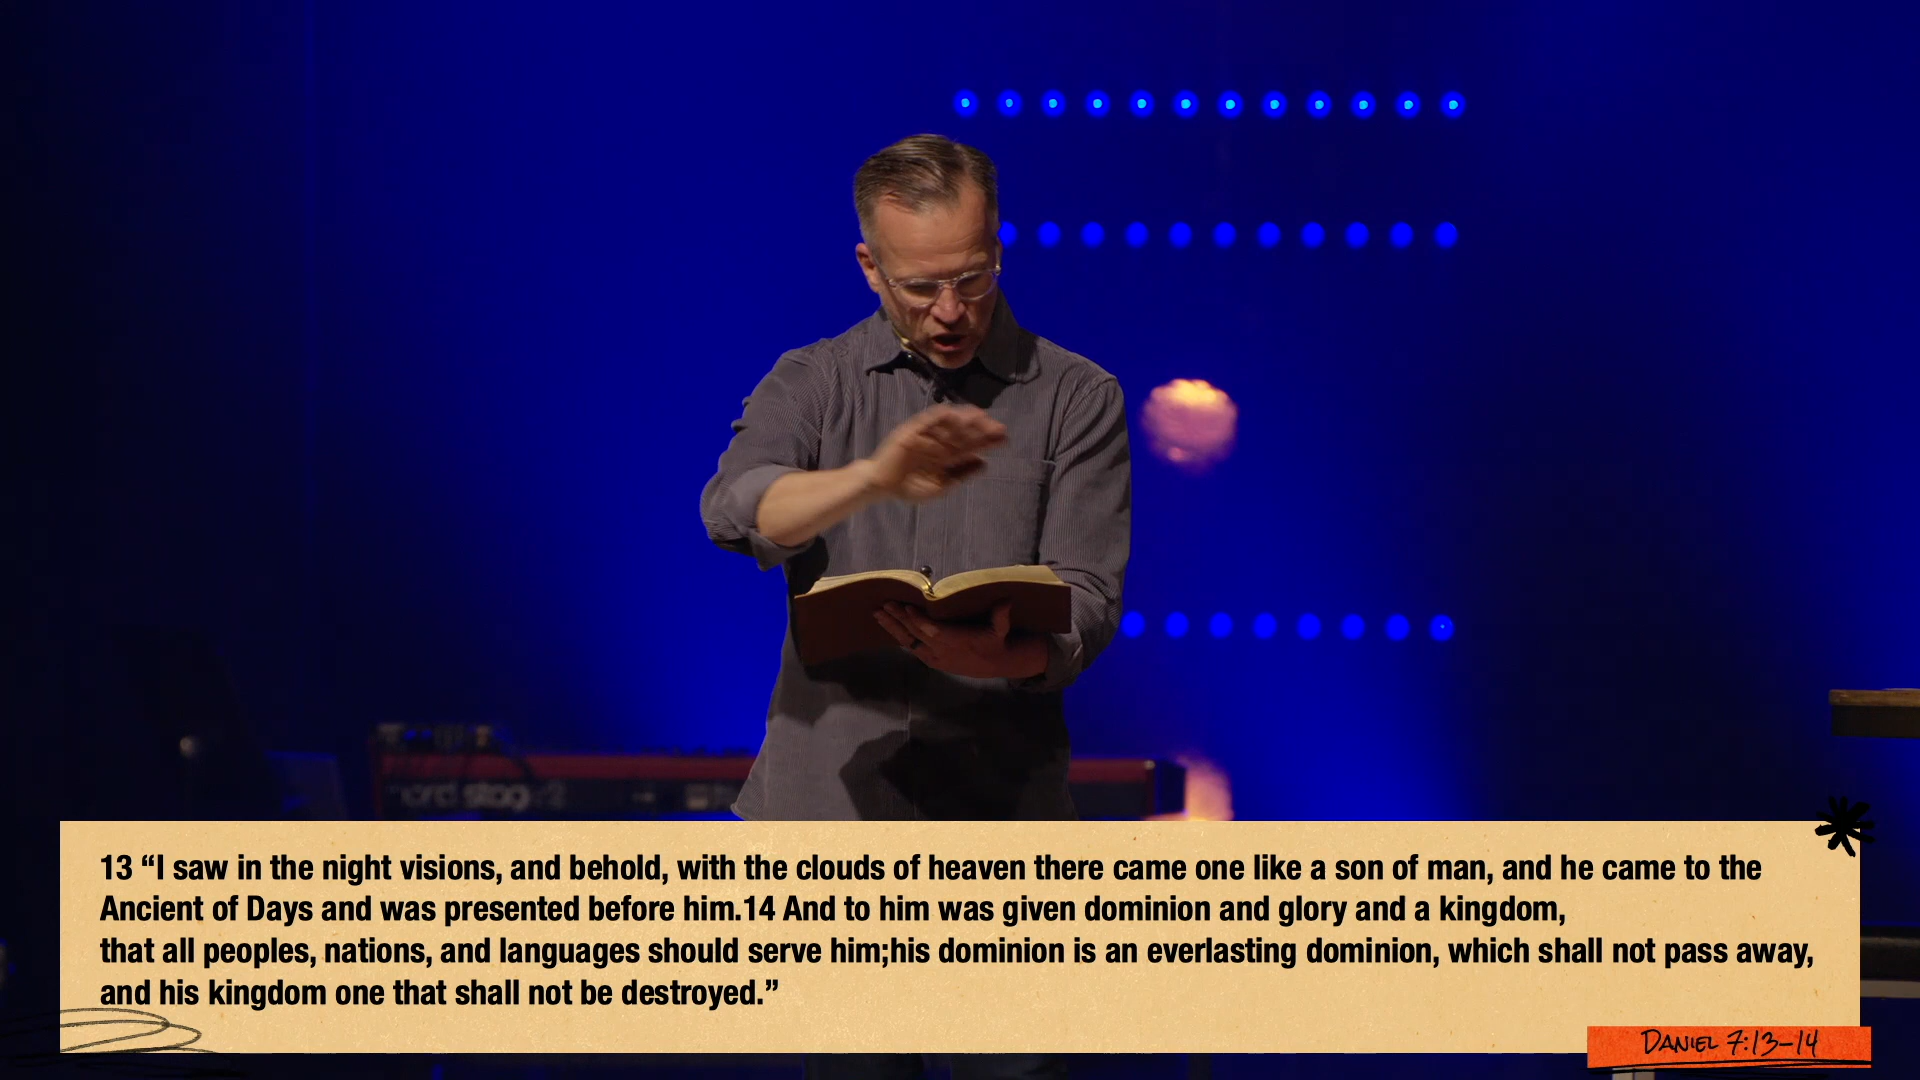 nord stage 2
13 “I saw in the night visions, and behold, with the clouds of heaven there came one like a son of man, and he came to the
Ancient of Days and was presented before him.14 And to him was given dominion and glory and a kingdom,
that all peoples, nations, and languages should serve him;his dominion is an everlasting dominion, which shall not pass away,
and his kingdom one that shall not be destroyed.”
DANIEL 7:13-14